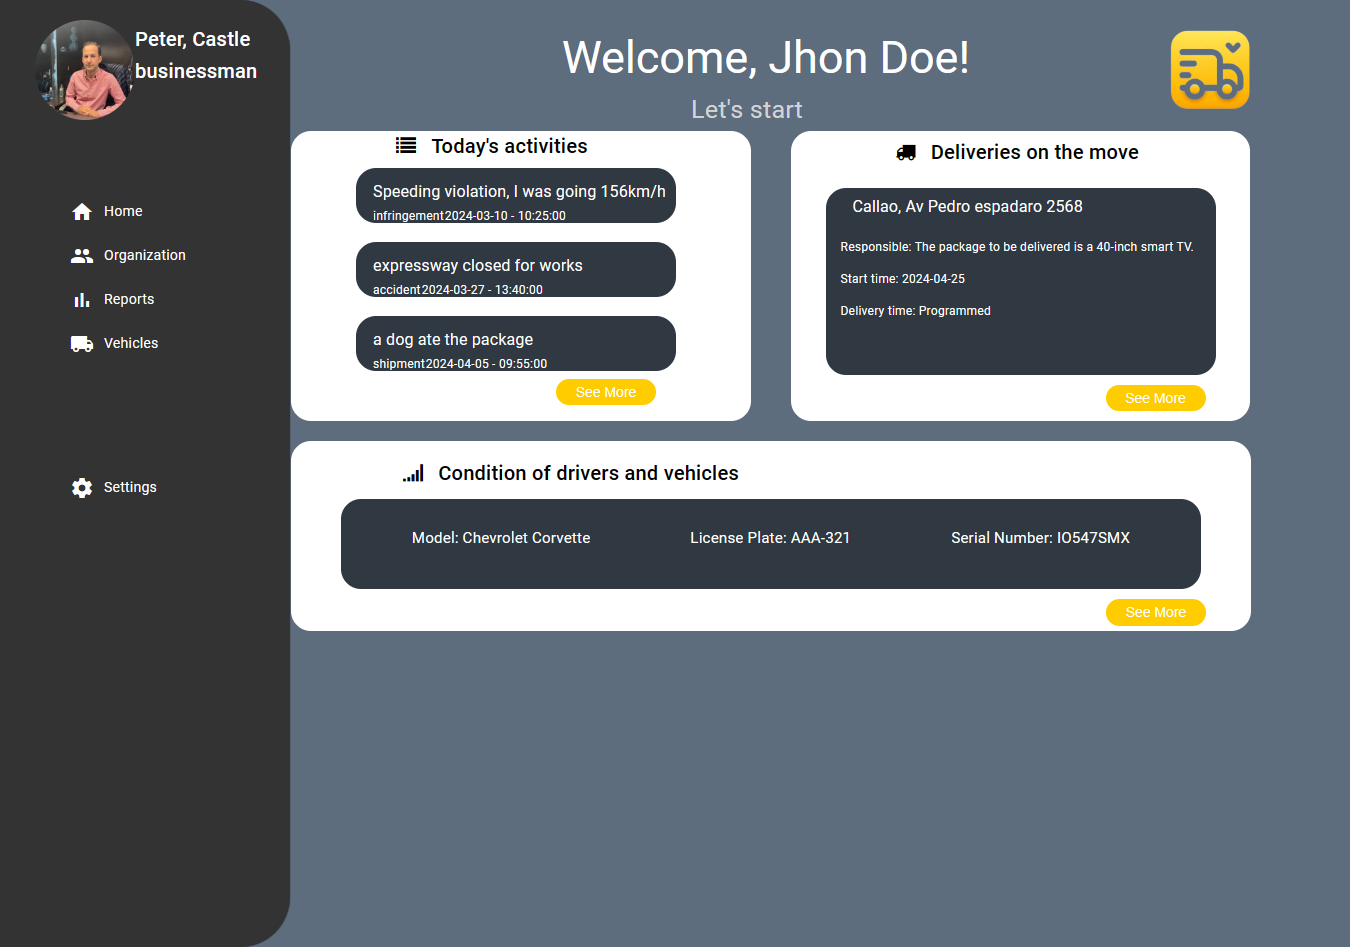 Peter, Castle
businessman
Home
Organization
Reports
Vehicles
Settings
Welcome, Jhon Doe!
Let's start
Today's activities
Speeding violation, I was going 156km/h
infringement2024-03-10 - 10:25:00
expressway closed for works
accident2024-03-27 - 13:40:00
a dog ate the package
shipment2024-04-05 - 09:55:00
See More
Deliveries on the move
Callao, Av Pedro espadaro 2568
Responsible: The package to be delivered is a 40-inch smart TV.
Start time: 2024-04-25
Delivery time: Programmed
See More
Condition of drivers and vehicles
Model: Chevrolet Corvette License Plate: AAA-321 Serial Number: IO547SMX
See More